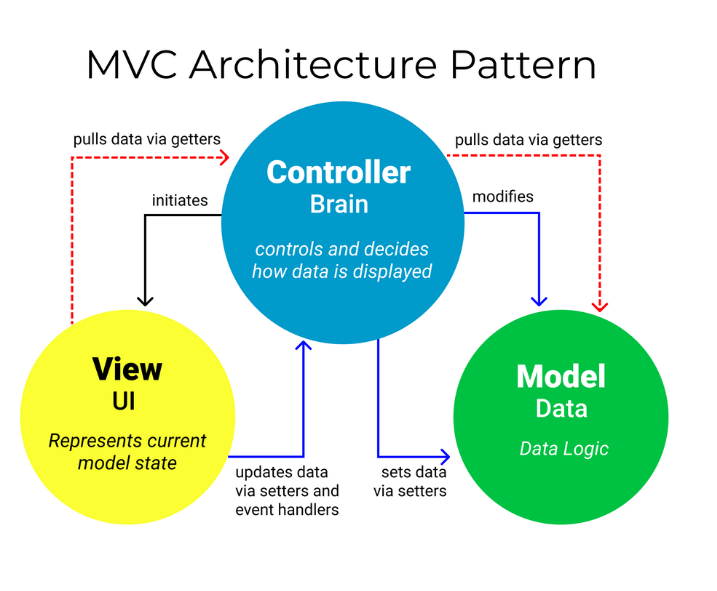 MVC Architecture Pattern
pulls data via getters
pulls data via getters
Controller
Brain
controls and decides
how data is displayed
initiates
modifies
View
UI
Represents current
model state
Model
Data
Data Logic
updates data
via setters and
event handlers
sets data
via setters